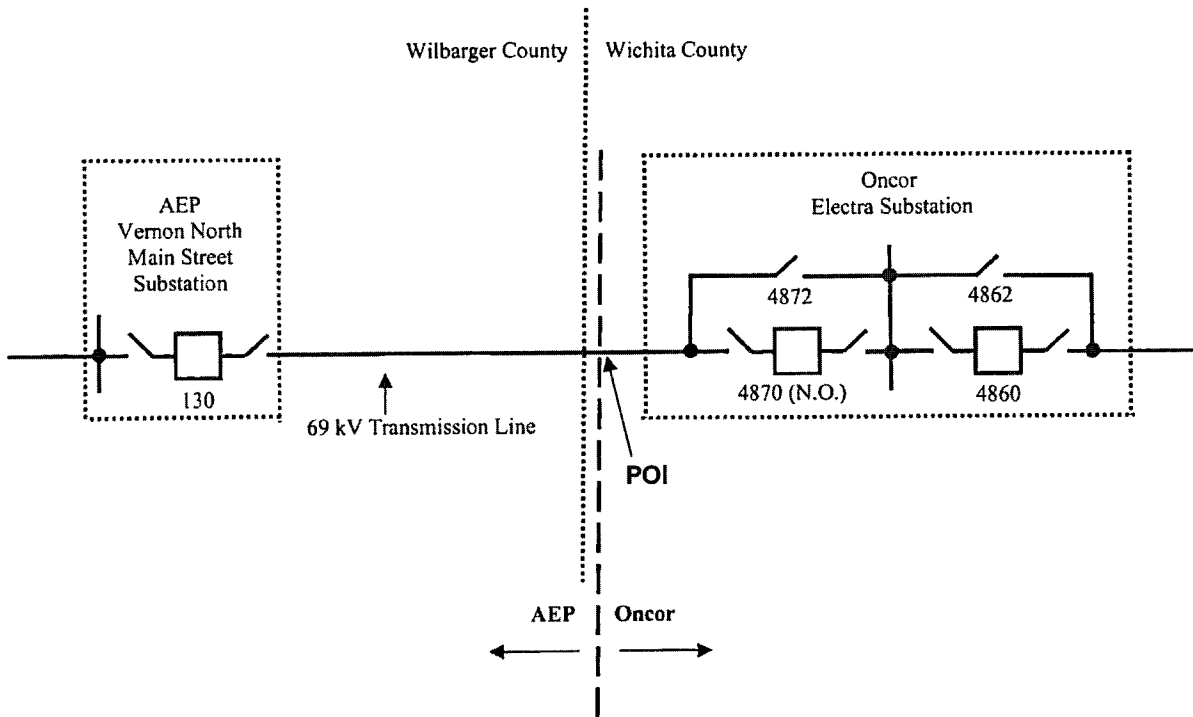 Wilbarger County
Wichita County
AEP
Vernon North
Main Street
Substation
130
69 kV Transmission Line
Oncor
Electra Substation
4872
4862
4870 (N.O.)
4860
POI
AEP
Oncor